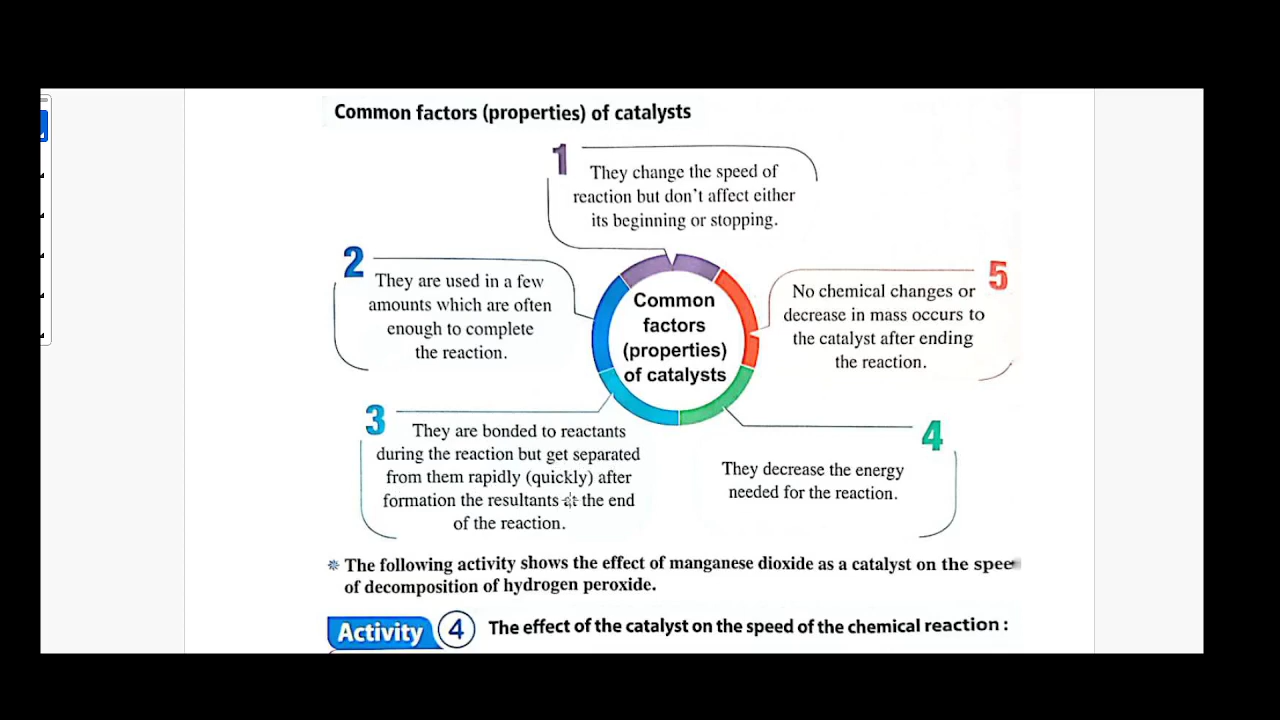 Common factors (properties) of catalysts
1
They change the speed of
reaction but don't affect either
its beginning or stopping.
2
They are used in a few
amounts which are often
enough to complete
the reaction.
5
No chemical changes or
decrease in mass occurs to
the catalyst after ending
the reaction.
Common
factors
(properties)
of catalysts
3
They are bonded to reactants
during the reaction but get separated
from them rapidly (quickly) after
formation the resultants at the end
of the reaction.
4
They decrease the energy
needed for the reaction.
The following activity shows the effect of manganese dioxide as a catalyst on the spee
of decomposition of hydrogen peroxide.
Activity 4 The effect of the catalyst on the speed of the chemical reaction :